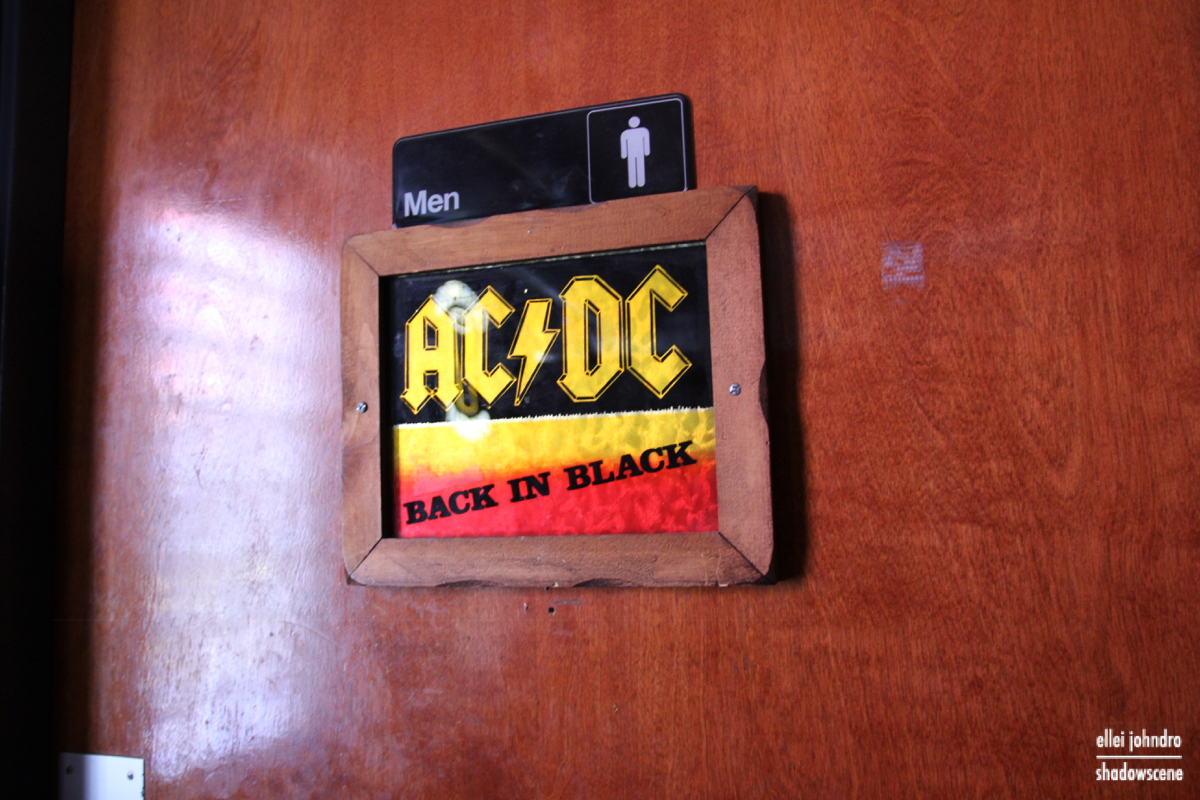 Men
AC DC
BACK IN BLACK
ellei johndro
shadowscene